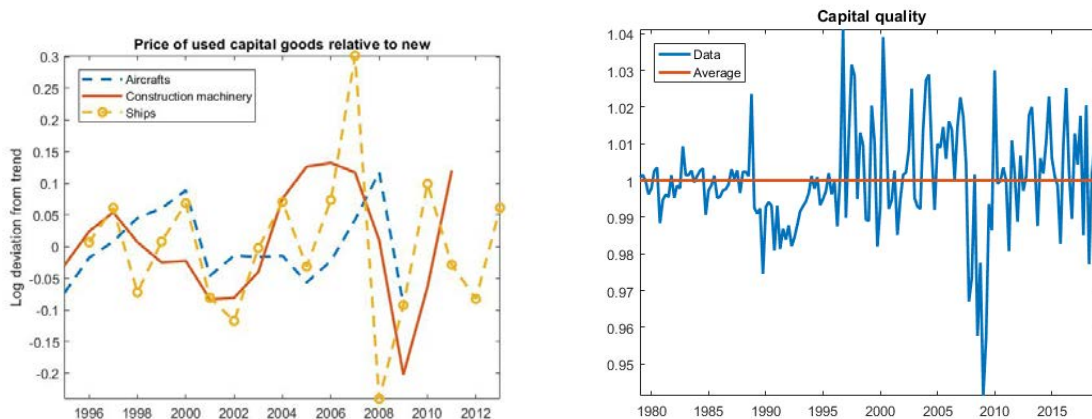 Price of used capital goods relative to new
Log deviation from trend
0.3
0.25
0.2
0.15
0.1
0.05
0
-0.05
-0.1
-0.15
-0.2
Aircrafts
Construction machinery
Ships
1996 1998 2000 2002 2004 2006 2008 2010 2012
Capital quality
1.04
1.03
1.02
1.01
1
0.99
0.98
0.97
0.96
0.95
Data
Average
1980 1985 1990 1995 2000 2005 2010 2015